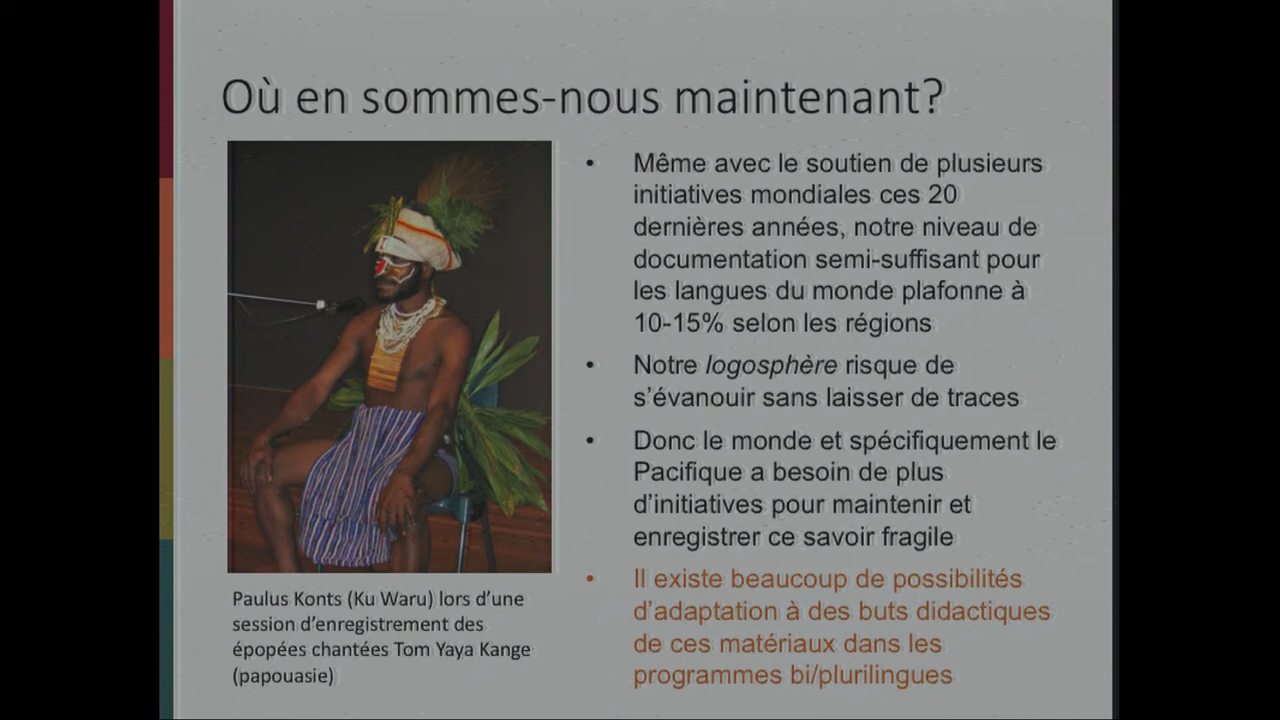 Où en sommes-nous maintenant?
• Même avec le soutien de plusieurs
initiatives mondiales ces 20
dernières années, notre niveau de
documentation semi-suffisant pour
les langues du monde plafonne à
10-15% selon les régions
• Notre logosphère risque de
s’évanouir sans laisser de traces
• Donc le monde et spécifiquement le
Pacifique a besoin de plus
d’initiatives pour maintenir et
enregistrer ce savoir fragile
• Il existe beaucoup de possibilités
d’adaptation à des buts didactiques
de ces matériaux dans les
programmes bi/plurilingues
Paulus Konts (Ku Waru) lors d’une
session d’enregistrement des
épopées chantées Tom Yaya Kange
(papouasie)